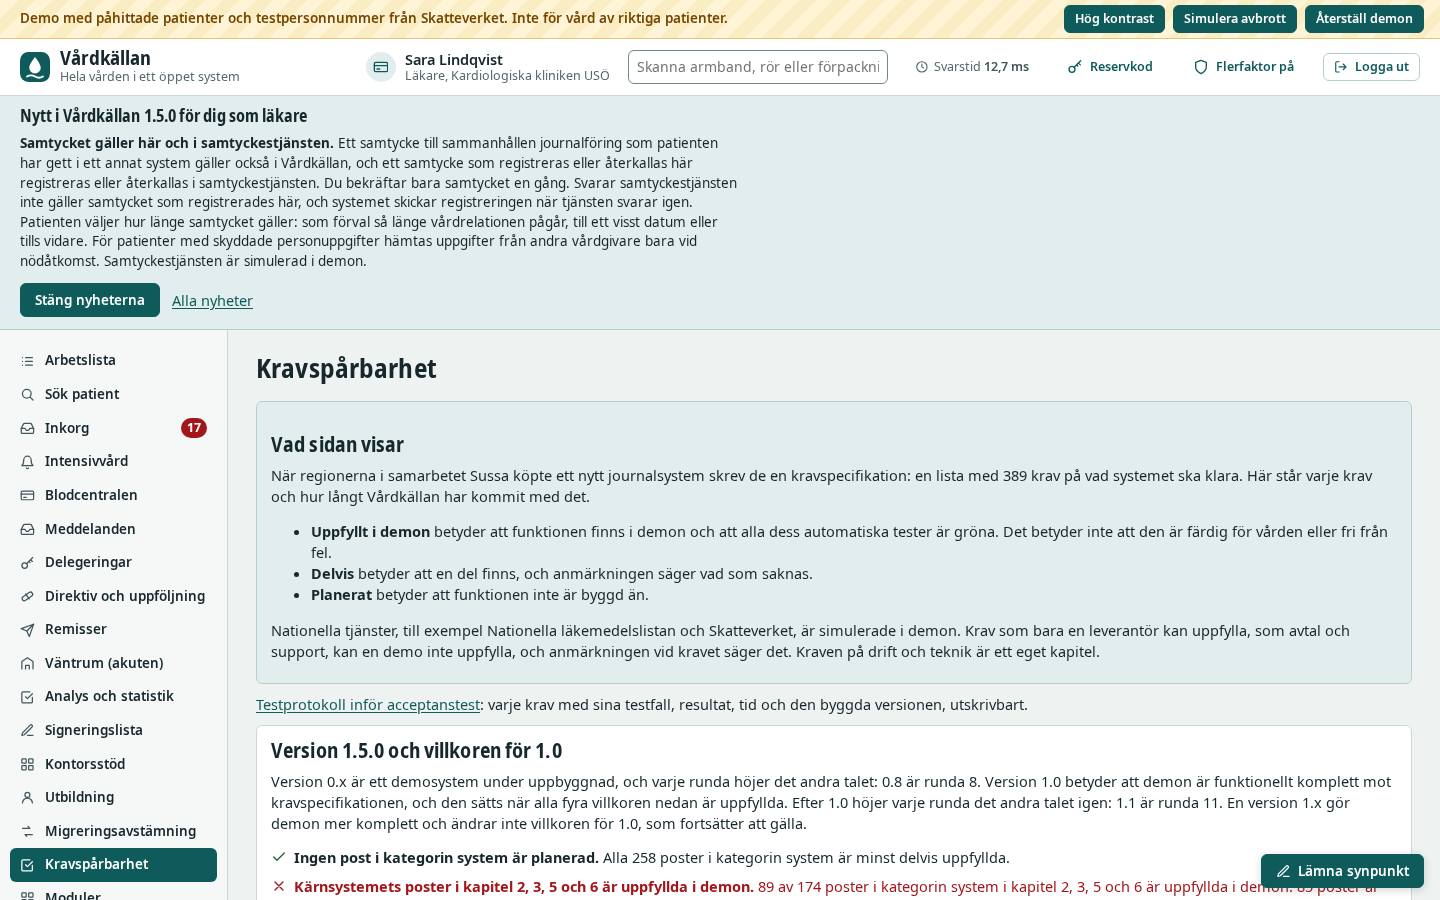 Demo med påhittade patienter och testpersonnummer från Skatteverket. Inte för vård av riktiga patienter.
Hög kontrast
Simulera avbrott
Återställ demon
Vårdkällan
Hela vården i ett öppet system
Sara Lindqvist
Läkare, Kardiologiska kliniken USÖ
Skanna armband, rör eller förpackni
Svarstid 12,7 ms
Reservkod
Flerfaktor på
Logga ut
Nytt i Vårdkällan 1.5.0 för dig som läkare
Samtycket gäller här och i samtyckestjänsten. Ett samtycke till sammanhållen journalföring som patienten
har gett i ett annat system gäller också i Vårdkällan, och ett samtycke som registreras eller återkallas här
registreras eller återkallas i samtyckestjänsten. Du bekräftar bara samtycket en gång. Svarar samtyckestjänsten
inte gäller samtycket som registrerades här, och systemet skickar registreringen när tjänsten svarar igen.
Patienten väljer hur länge samtycket gäller: som förval så länge vårdrelationen pågår, till ett visst datum eller
tills vidare. För patienter med skyddade personuppgifter hämtas uppgifter från andra vårdgivare bara vid
nödåtkomst. Samtyckestjänsten är simulerad i demon.
Stäng nyheterna
Alla nyheter
Arbetslista
Sök patient
Inkorg
17
Intensivvård
Blodcentralen
Meddelanden
Delegeringar
Direktiv och uppföljning
Remisser
Väntrum (akuten)
Analys och statistik
Signeringslista
Kontorsstöd
Utbildning
Migreringsavstämning
Kravspårbarhet
Moduler
Kravspårbarhet
Vad sidan visar
När regionerna i samarbetet Sussa köpte ett nytt journalsystem skrev de en kravspecifikation: en lista med 389 krav på vad systemet ska klara. Här står varje krav
och hur långt Vårdkällan har kommit med det.
Uppfyllt i demon betyder att funktionen finns i demon och att alla dess automatiska tester är gröna. Det betyder inte att den är färdig för vården eller fri från
fel.
Delvis betyder att en del finns, och anmärkningen säger vad som saknas.
Planerat betyder att funktionen inte är byggd än.
Nationella tjänster, till exempel Nationella läkemedelslistan och Skatteverket, är simulerade i demon. Krav som bara en leverantör kan uppfylla, som avtal och
support, kan en demo inte uppfylla, och anmärkningen vid kravet säger det. Kraven på drift och teknik är ett eget kapitel.
Testprotokoll inför acceptanstest: varje krav med sina testfall, resultat, tid och den byggda versionen, utskrivbart.
Version 1.5.0 och villkoren för 1.0
Version 0.x är ett demosystem under uppbyggnad, och varje runda höjer det andra talet: 0.8 är runda 8. Version 1.0 betyder att demon är funktionellt komplett mot
kravspecifikationen, och den sätts när alla fyra villkoren nedan är uppfyllda. Efter 1.0 höjer varje runda det andra talet igen: 1.1 är runda 11. En version 1.x gör
demon mer komplett och ändrar inte villkoren för 1.0, som fortsätter att gälla.
Ingen post i kategorin system är planerad. Alla 258 poster i kategorin system är minst delvis uppfyllda.
Kärnsystemets poster i kapitel 2, 3, 5 och 6 är uppfyllda i demon. 89 av 174 poster i kategorin system i kapitel 2, 3, 5 och 6 är uppfyllda i
Lämna synpunkt